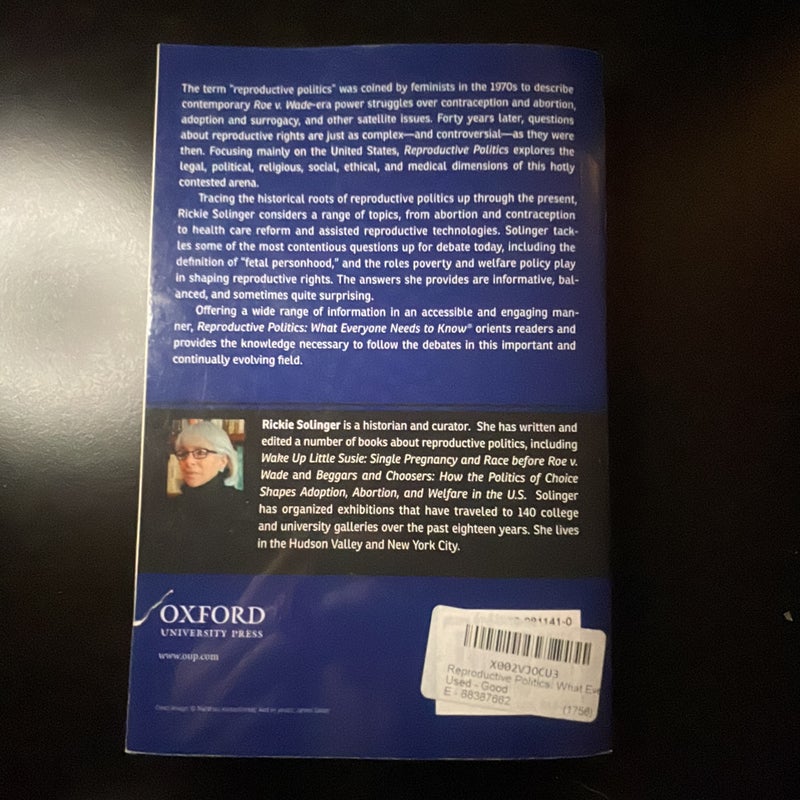 The term "reproductive politics" was coined by feminists in the 1970s to describe
contemporary Roe v. Wade-era power struggles over contraception and abortion,
adoption and surrogacy, and other satellite issues. Forty years later, questions
about reproductive rights are just as complex—and controversial—as they were
then. Focusing mainly on the United States, Reproductive Politics explores the
legal, political, religious, social, ethical, and medical dimensions of this hotly
contested arena.
Tracing the historical roots of reproductive politics up through the present,
Rickie Solinger considers a range of topics, from abortion and contraception
to health care reform and assisted reproductive technologies. Solinger tack-
les some of the most contentious questions up for debate today, including the
definition of "fetal personhood," and the roles poverty and welfare policy play
in shaping reproductive rights. The answers she provides are informative, bal-
anced, and sometimes quite surprising.
Offering a wide range of information in an accessible and engaging man-
ner, Reproductive Politics: What Everyone Needs to Know® orients readers and
provides the knowledge necessary to follow the debates in this important and
continually evolving field.
Rickie Solinger is a historian and curator. She has written and
edited a number of books about reproductive politics, including
Wake Up Little Susie: Single Pregnancy and Race before Roe v.
Wade and Beggars and Choosers: How the Politics of Choice
Shapes Adoption, Abortion, and Welfare in the U.S. Solinger
has organized exhibitions that have traveled to 140 college
and university galleries over the past eighteen years. She lives
in the Hudson Valley and New York City.
OXFORD
UNIVERSITY PRESS
www.oup.com
X002VJOCU3
Reproductive Politics: What Eve
Used - Good
E - 88387662
(1756)